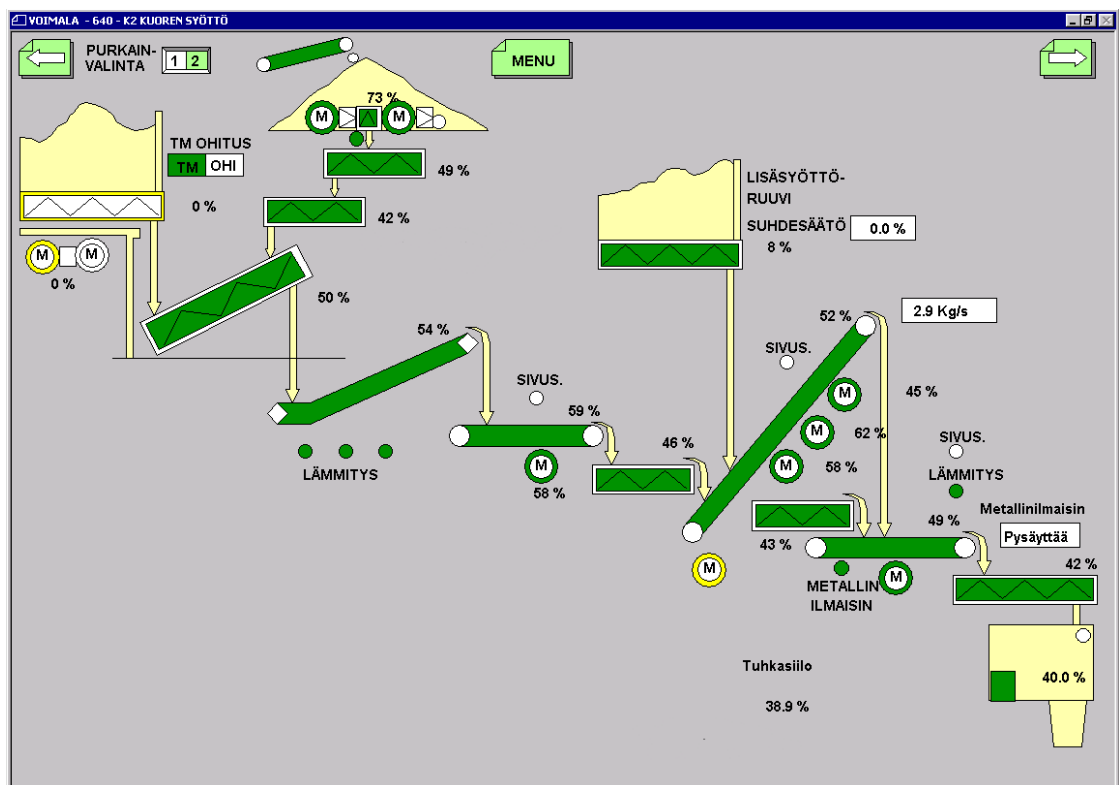 VOIMALA - 640 - K2 KUOREN SYÖTTÖ
PURKAIN-
VALINTA
1 2
MENU
73 %
M
M
TM OHITUS
TM OHI
49 %
0 %
42 %
LISÄSYÖTTÖ-
RUUVI
SUHDESÄÄTÖ
0.0 %
8 %
M
M
0 %
50 %
54 %
52 %
2.9 Kg/s
SIVUS.
SIVUS.
M
45 %
59 %
46 %
M
62 %
SIVUS.
M
58 %
M
58 %
LÄMMITYS
LÄMMITYS
Metallinilmaisin
49 %
Pysäyttää
43 %
M
M
42 %
METALLIN
ILMAISIN
Tuhkasiilo
40.0 %
38.9 %